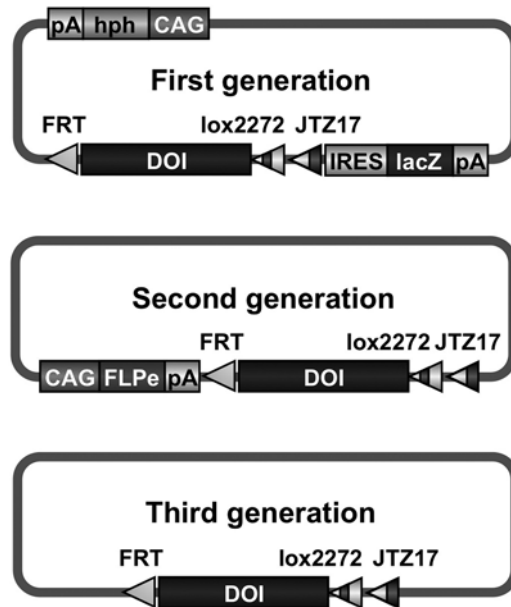 pA hph CAG
First generation
FRT lox2272 JTZ17
DOI IRES lacZ pA
Second generation
FRT lox2272 JTZ17
CAG FLPe pA DOI
Third generation
FRT lox2272 JTZ17
DOI